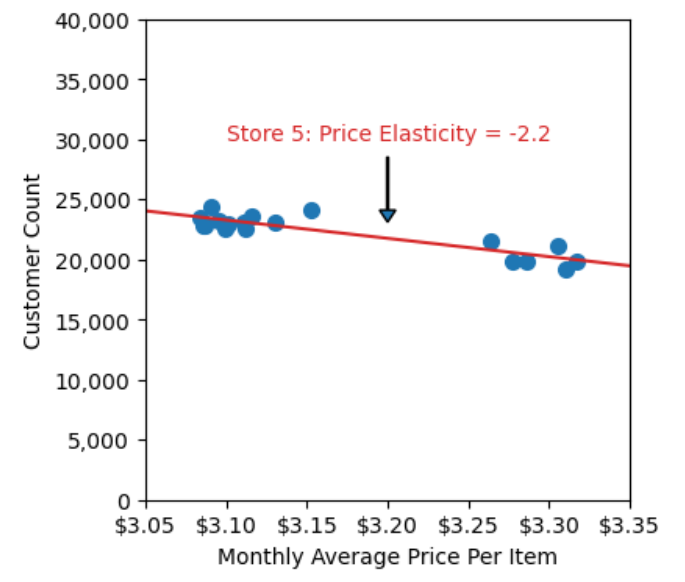 40,000
35,000
30,000
25,000
20,000
15,000
10,000
5,000
0
Customer Count
Store 5: Price Elasticity = -2.2
$3.05 $3.10 $3.15 $3.20 $3.25 $3.30 $3.35
Monthly Average Price Per Item